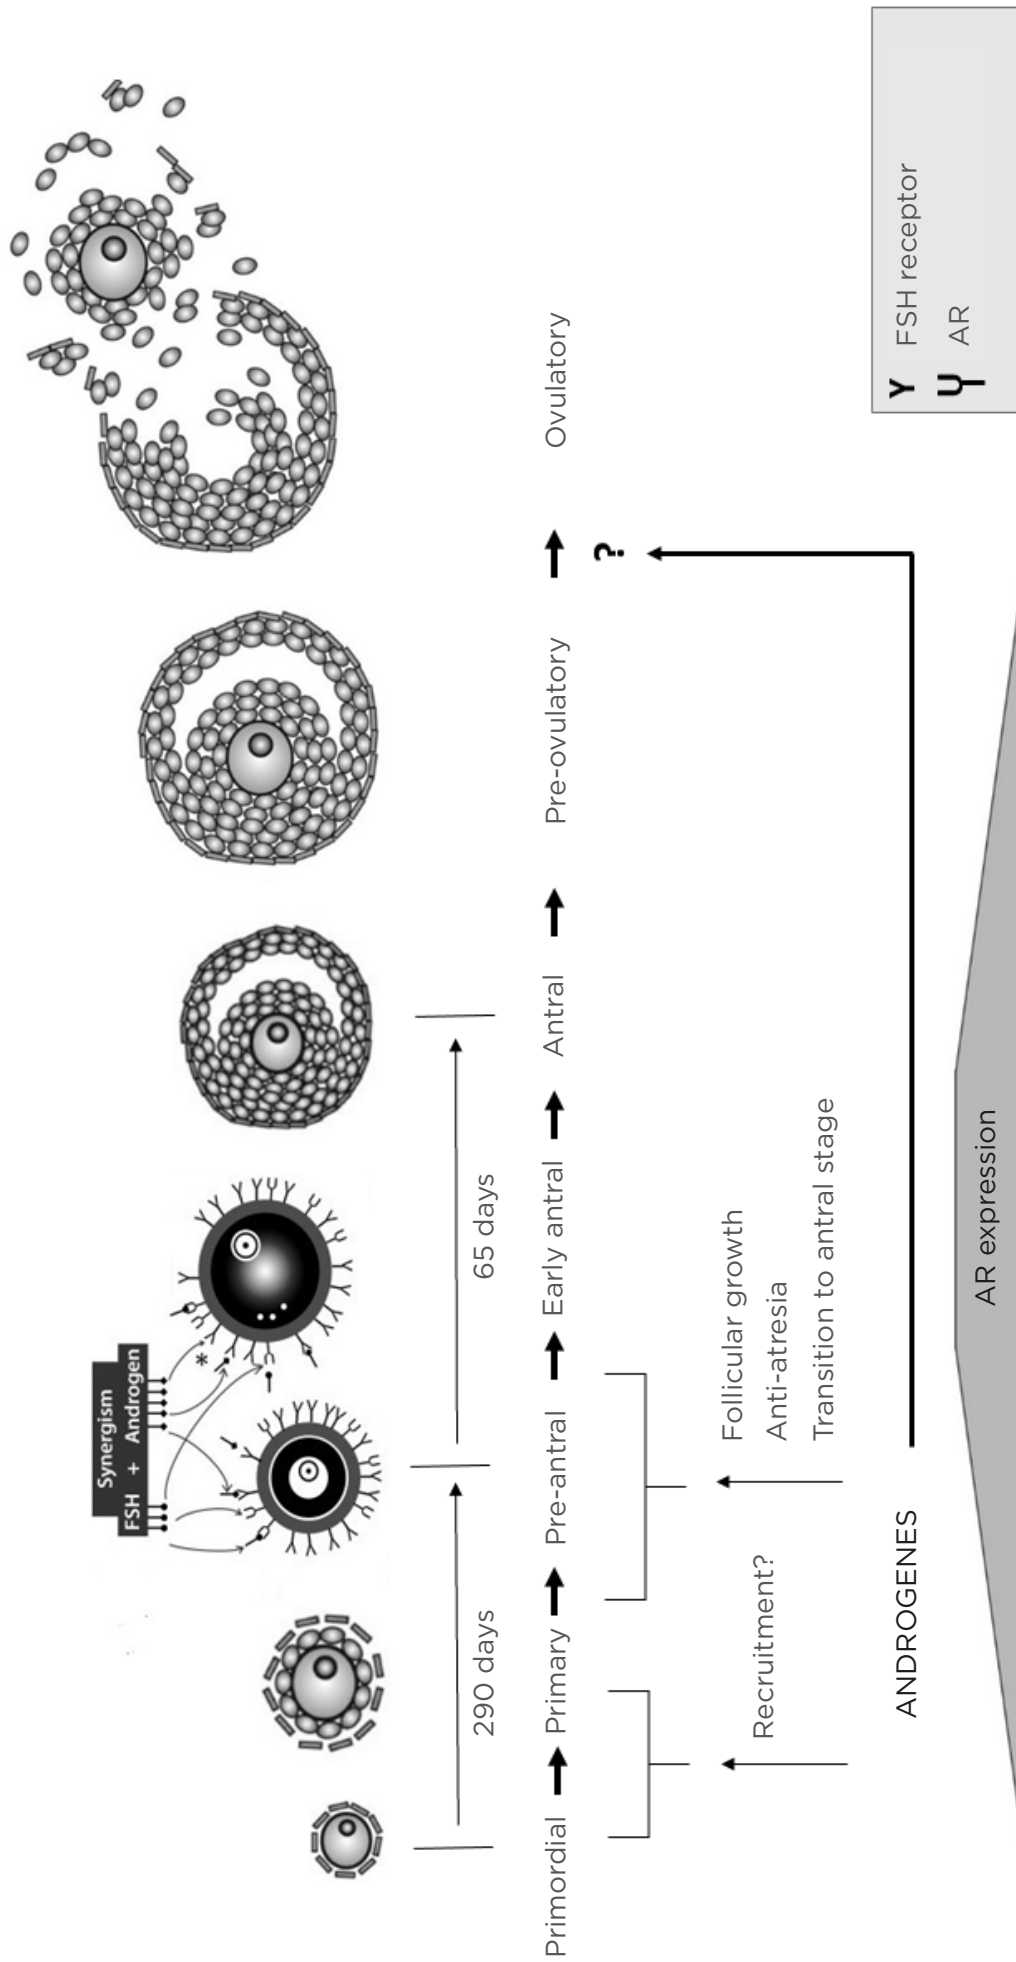 Synergism
FSH + Androgen
*
290 days
65 days
Primordial
Primary
Pre-antral
Early antral
Antral
Pre-ovulatory
Ovulatory
?
Recruitment?
Follicular growth
Anti-atresia
Transition to antral stage
ANDROGENES
FSH receptor
AR
AR expression